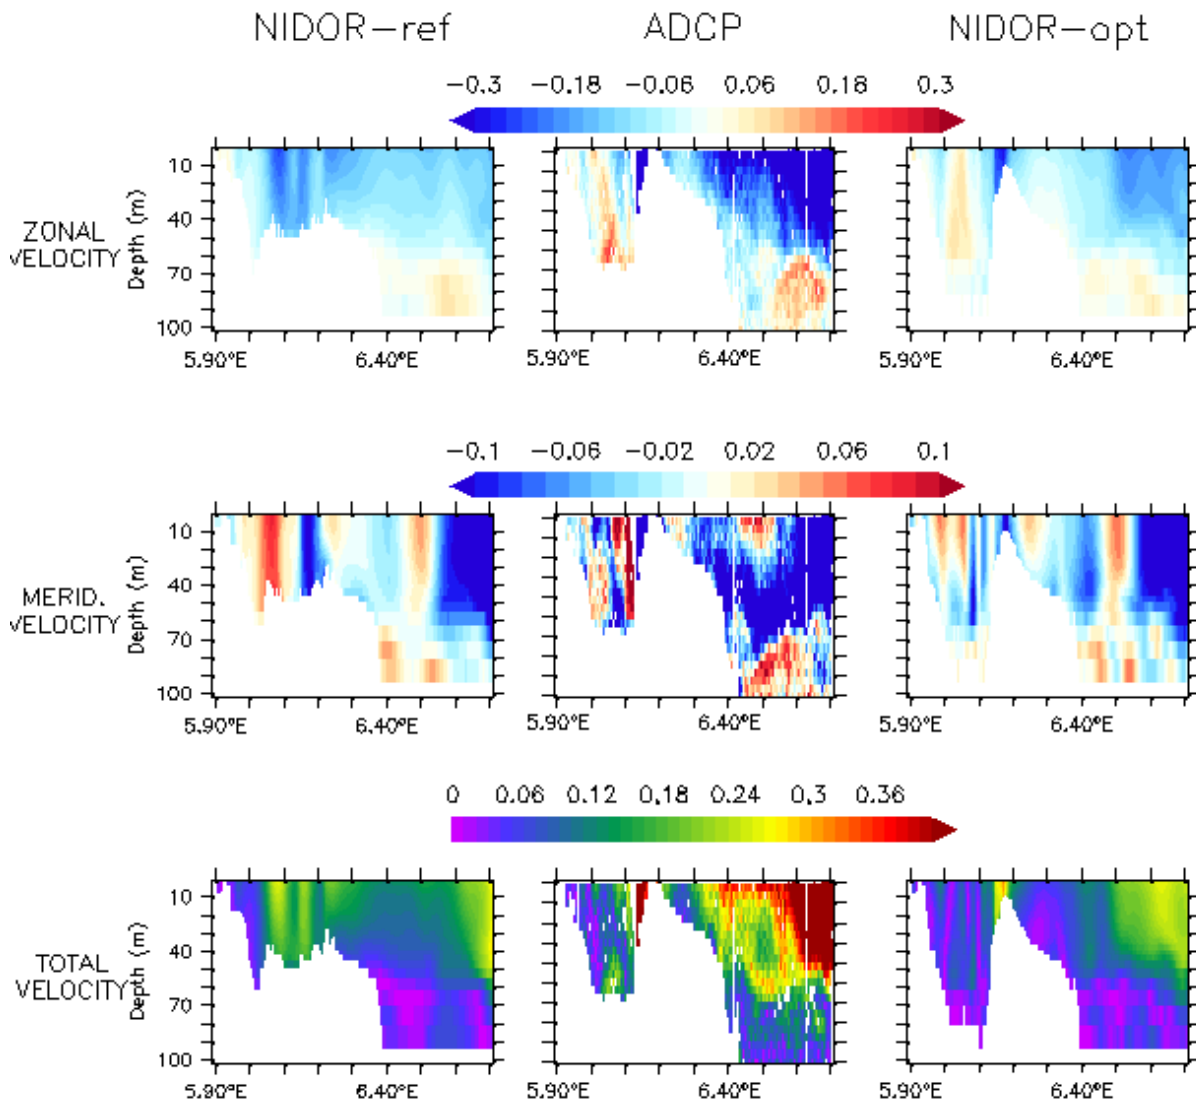 NIDOR-ref ADCP NIDOR-opt
-0.3 -0.18 -0.06 0.06 0.18 0.3
ZONAL
VELOCITY
Depth (m)
10
40
70
100
5.90°E 6.40°E 5.90°E 6.40°E 5.90°E 6.40°E
-0.1 -0.06 -0.02 0.02 0.06 0.1
MERID.
VELOCITY
Depth (m)
10
40
70
100
5.90°E 6.40°E 5.90°E 6.40°E 5.90°E 6.40°E
0 0.06 0.12 0.18 0.24 0.3 0.36
TOTAL
VELOCITY
Depth (m)
10
40
70
100
5.90°E 6.40°E 5.90°E 6.40°E 5.90°E 6.40°E